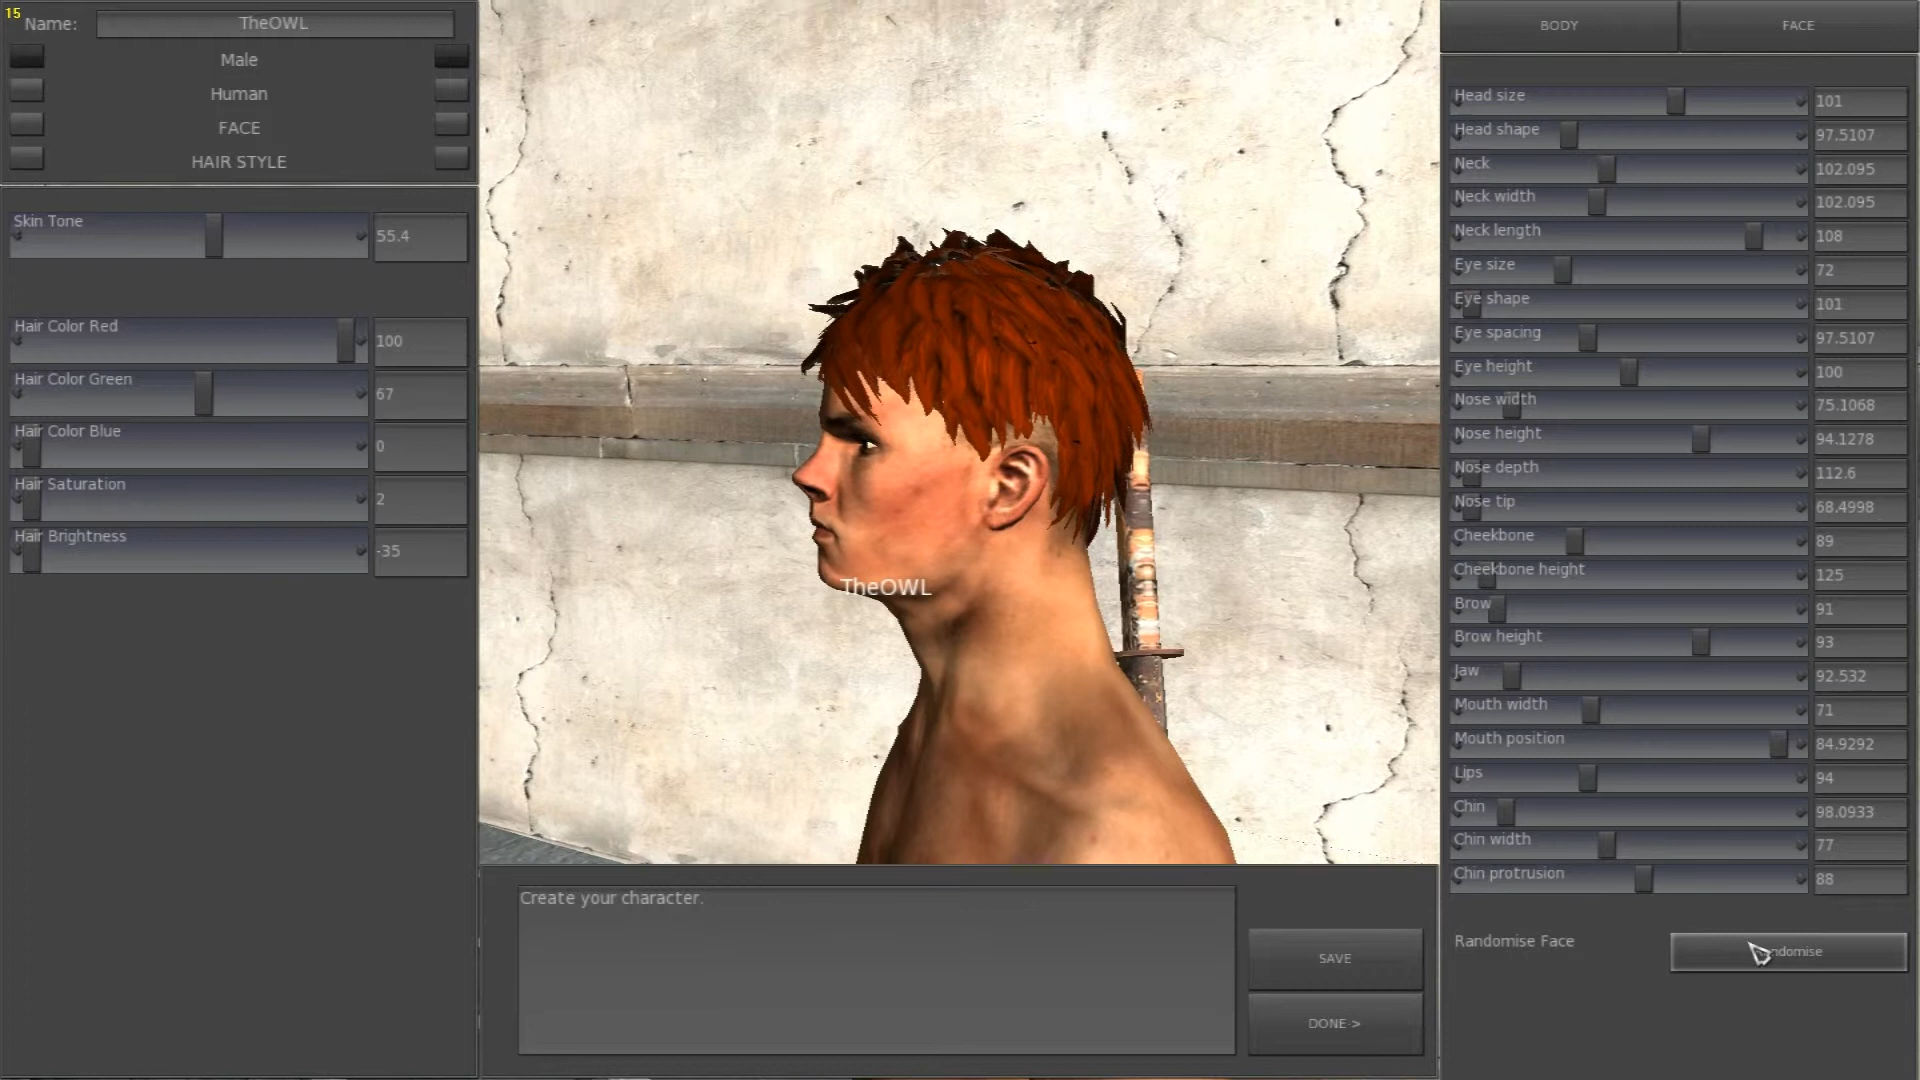 15
Name: TheOWL
Male
Human
FACE
HAIR STYLE
Skin Tone 55.4
Hair Color Red 100
Hair Color Green 67
Hair Color Blue 0
Hair Saturation 2
Hair Brightness -35
TheOWL
Create your character.
SAVE
DONE >
BODY FACE
Head size 101
Head shape 97.5107
Neck 102.095
Neck width 102.095
Neck length 108
Eye size 72
Eye shape 101
Eye spacing 97.5107
Eye height 100
Nose width 75.1068
Nose height 94.1278
Nose depth 112.6
Nose tip 68.4998
Cheekbone 89
Cheekbone height 125
Brow 91
Brow height 93
Jaw 92.532
Mouth width 71
Mouth position 84.9292
Lips 94
Chin 98.0933
Chin width 77
Chin protrusion 88
Randomise Face Randomise